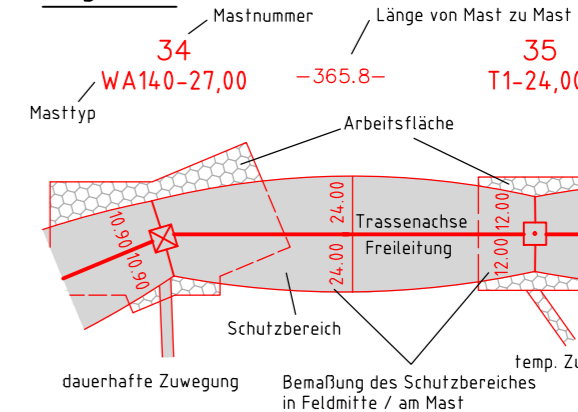 Mastnummer
Länge von Mast zu Mast
34
35
WA140-27,00
-365.8-
T1-24,00
Masttyp
Arbeitsfläche
10.90
10.90
24.00
24.00
12.00
12.00
Trassenachse
Freileitung
Schutzbereich
dauerhafte Zuwegung
Bemaßung des Schutzbereiches
in Feldmitte / am Mast
temp. Zu